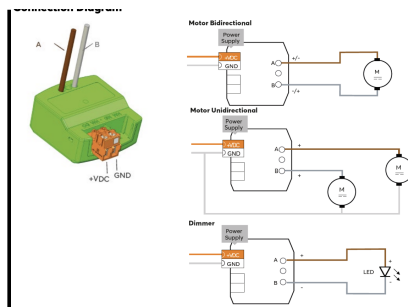 Connection Diagram
A
B
+VDC
GND
Motor Bidirectional
Power
Supply
+VDC
GND
A
B
+/-
-/+
M
Motor Unidirectional
Power
Supply
+VDC
GND
A
B
+
+
M
M
Dimmer
Power
Supply
+VDC
GND
A
B
+
-
LED
+
-